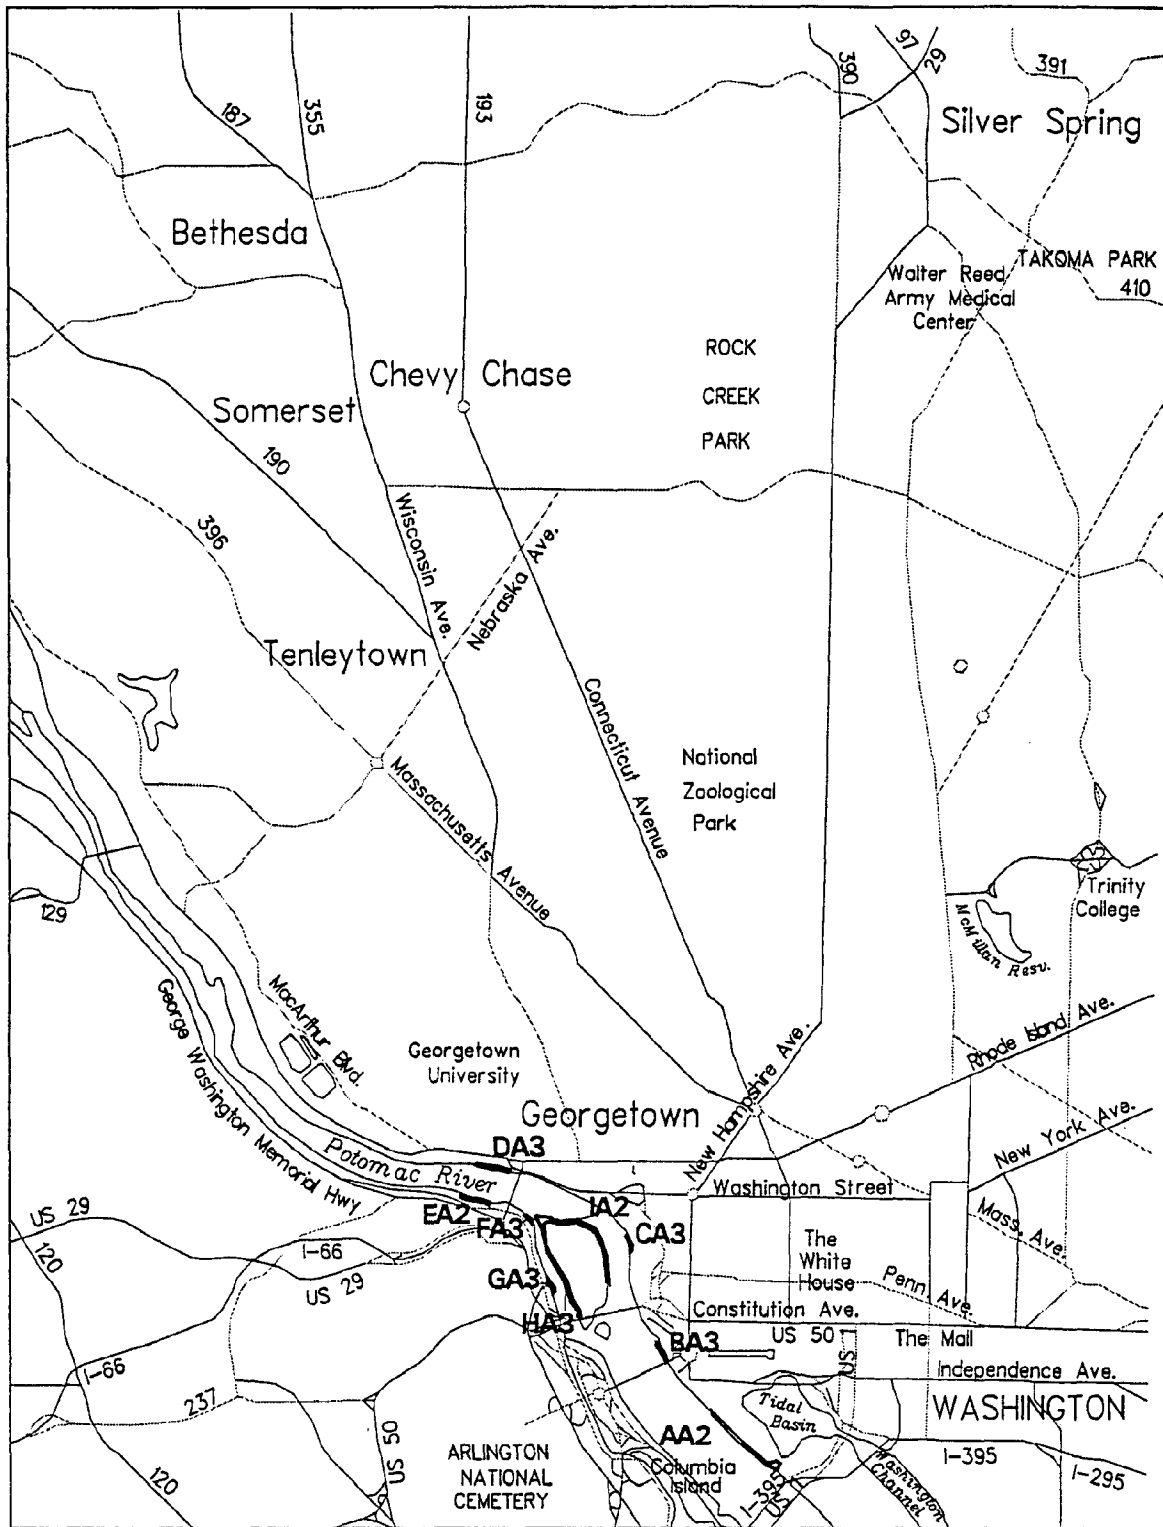 187
355
193
390
97
29
391
Silver Spring
Bethesda
TAKOMA PARK
410
Walter Reed
Army Medical
Center
ROCK
CREEK
PARK
Chevy Chase
Somerset
190
396
Wisconsin Ave.
Nebraska Ave.
Tenleytown
Connecticut Avenue
Massachusetts Avenue
National
Zoological
Park
129
Trinity
College
McMillan Resv.
George Washington Memorial Hwy
MacArthur Blvd.
Georgetown
University
Georgetown
New Hampshire Ave.
Rhode Island Ave.
New York Ave.
DA3
Potomac River
Washington Street
EA2
FA3
IA2
CA3
US 29
120
I-66
US 29
GA3
HA3
The
White
House
Penn. Ave.
Mass. Ave.
Constitution Ave.
US 50
US 1
The Mall
BA3
Independence Ave.
I-66
237
US 50
120
Tidal
Basin
WASHINGTON
AA2
Columbia
Island
ARLINGTON
NATIONAL
CEMETERY
I-395
I-295
Washington
Channel